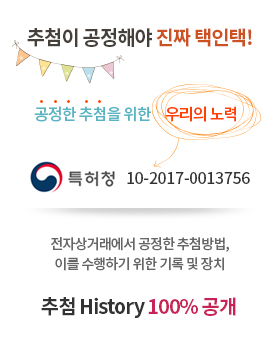 추첨이 공정해야 진짜 택인택!
공정한 추첨을 위한 우리의 노력
특허청 10-2017-0013756
전자상거래에서 공정한 추첨방법,
이를 수행하기 위한 기록 및 장치
추첨 History 100% 공개